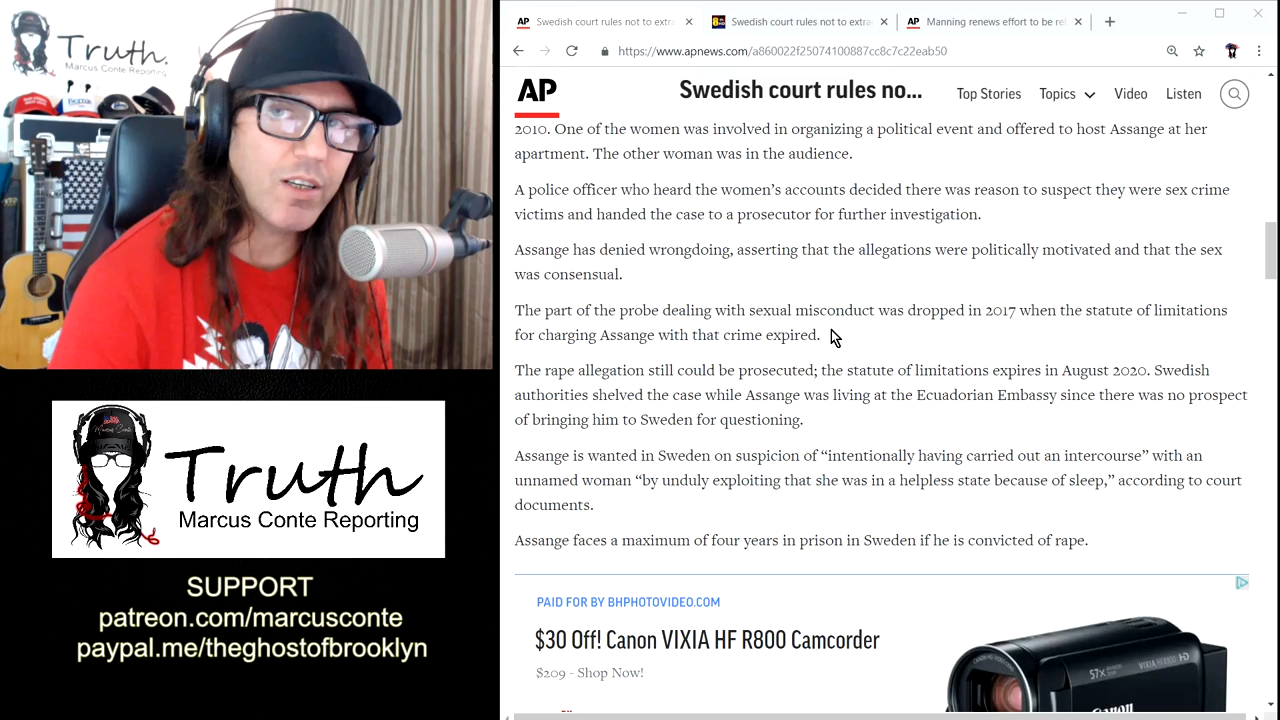 Truth.
Marcus Conte Reporting
Truth
Marcus Conte Reporting
SUPPORT
patreon.com/marcusconte
paypal.me/theghostofbrooklyn
Swedish court rules not to extra
Swedish court rules not to extra
Manning renews effort to be rel
https://www.apnews.com/a860022f25074100887cc8c7c22eab50
AP
Swedish court rules no...
Top Stories
Topics
Video
Listen
2010. One of the women was involved in organizing a political event and offered to host Assange at her
apartment. The other woman was in the audience.
A police officer who heard the women’s accounts decided there was reason to suspect they were sex crime
victims and handed the case to a prosecutor for further investigation.
Assange has denied wrongdoing, asserting that the allegations were politically motivated and that the sex
was consensual.
The part of the probe dealing with sexual misconduct was dropped in 2017 when the statute of limitations
for charging Assange with that crime expired.
The rape allegation still could be prosecuted; the statute of limitations expires in August 2020. Swedish
authorities shelved the case while Assange was living at the Ecuadorian Embassy since there was no prospect
of bringing him to Sweden for questioning.
Assange is wanted in Sweden on suspicion of “intentionally having carried out an intercourse” with an
unnamed woman “by unduly exploiting that she was in a helpless state because of sleep,” according to court
documents.
Assange faces a maximum of four years in prison in Sweden if he is convicted of rape.
PAID FOR BY BHPHOTOVIDEO.COM
$30 Off! Canon VIXIA HF R800 Camcorder
$209 - Shop Now!
57x
VIXIA HF R800
Canon